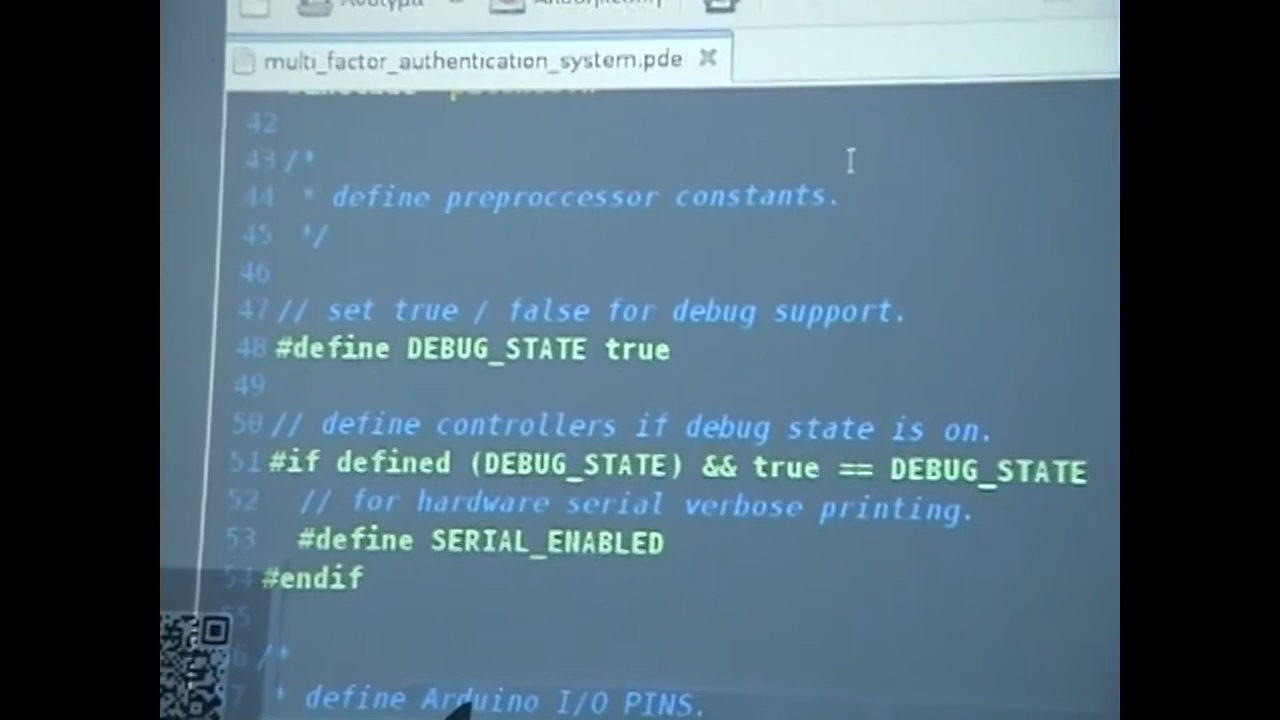 multi_factor_authentication_system.pde
42
43 /*
44 * define preproccessor constants.
45 */
46
47 // set true / false for debug support.
48 #define DEBUG_STATE true
49
50 // define controllers if debug state is on.
51 #if defined (DEBUG_STATE) && true == DEBUG_STATE
52 // for hardware serial verbose printing.
53 #define SERIAL_ENABLED
54 #endif
55
/*
* define Arduino I/O PINS.